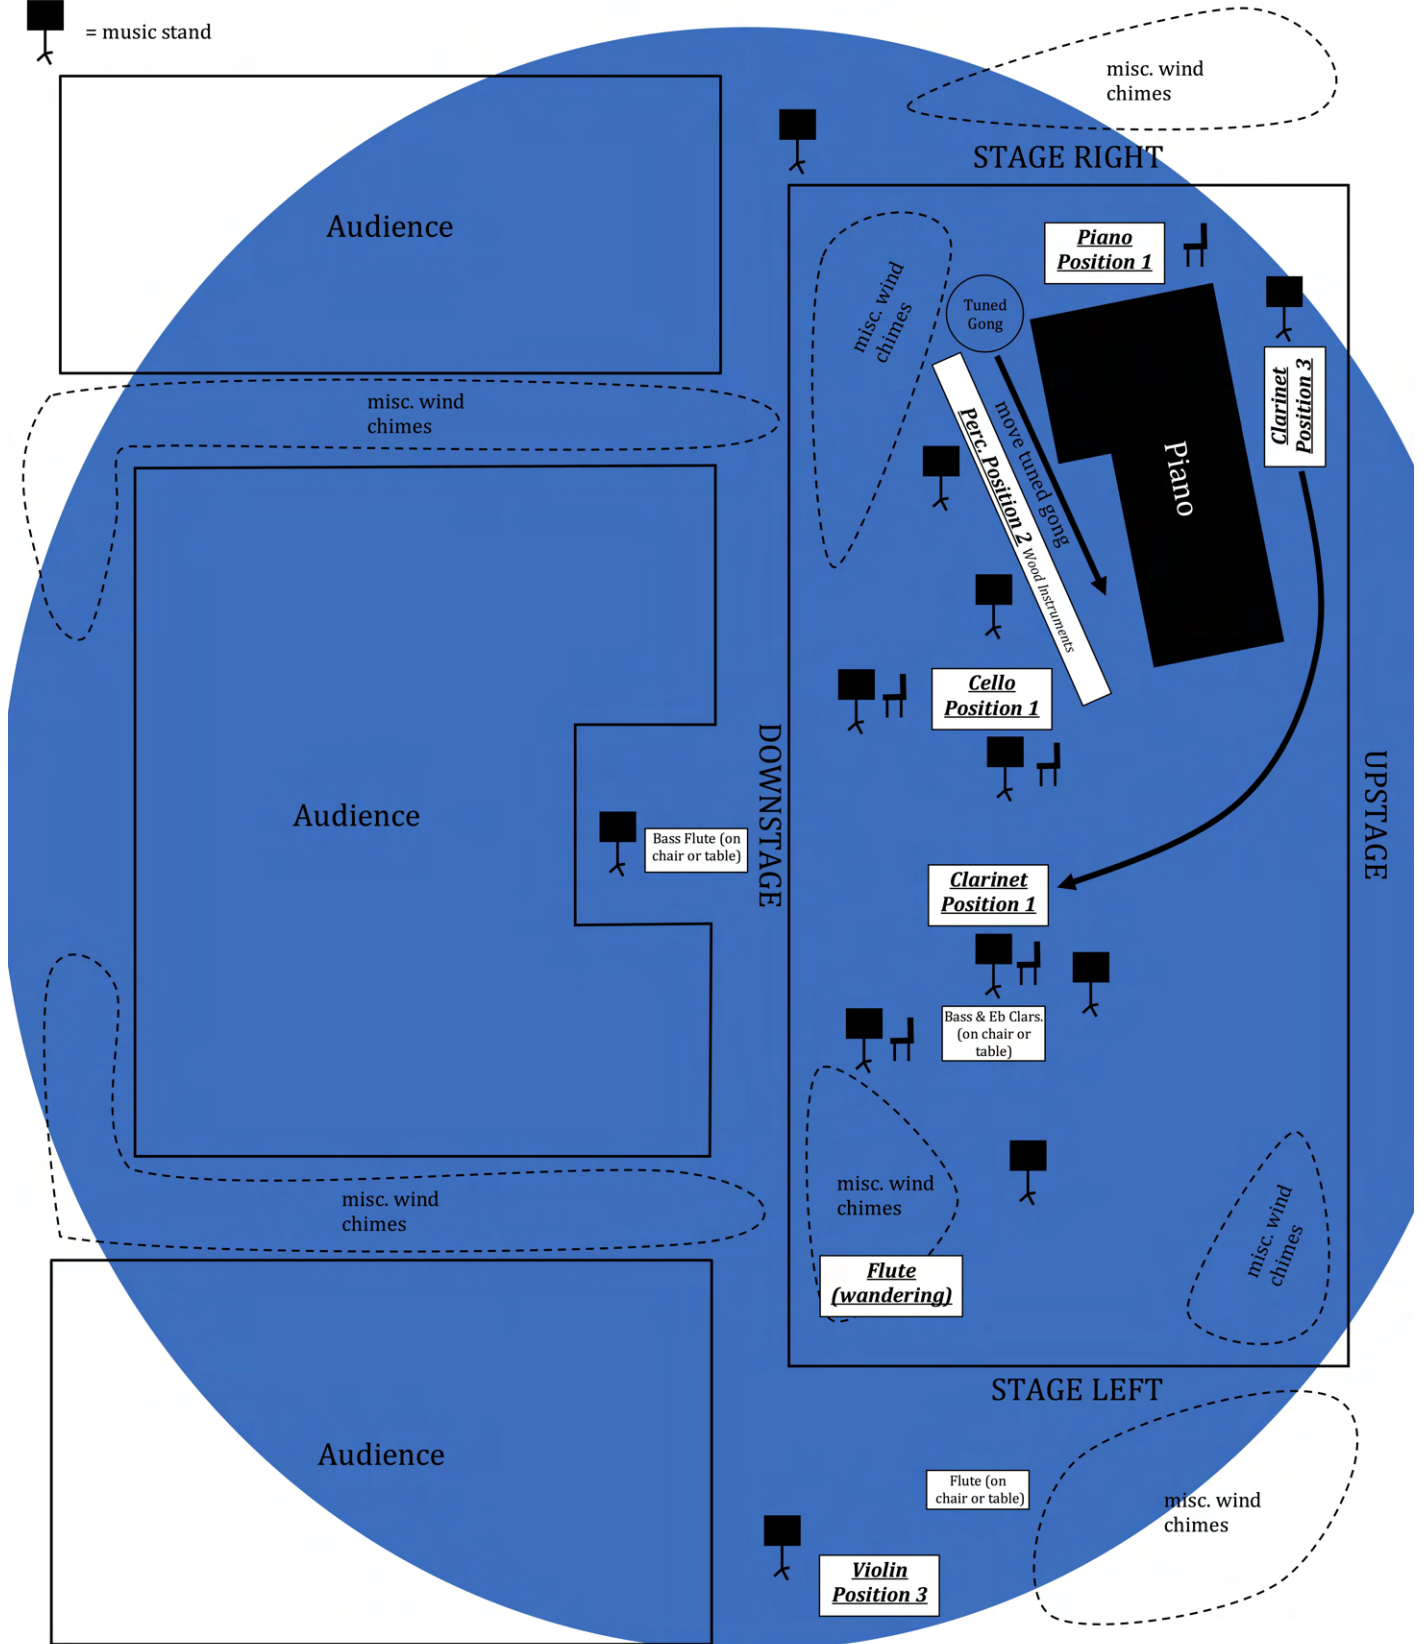 = music stand
misc. wind
chimes
STAGE RIGHT
Audience
Piano
Position 1
misc. wind
chimes
Tuned
Gong
Clarinet
Position 3
misc. wind
chimes
Perc. Position 2 Wood Instruments
move tuned gong
Piano
Cello
Position 1
DOWNSTAGE
UPSTAGE
Audience
Bass Flute (on
chair or table)
Clarinet
Position 1
Bass & Eb Clars.
(on chair or
table)
misc. wind
chimes
misc. wind
chimes
misc. wind
chimes
Flute
(wandering)
STAGE LEFT
Audience
Flute (on
chair or table)
misc. wind
chimes
Violin
Position 3